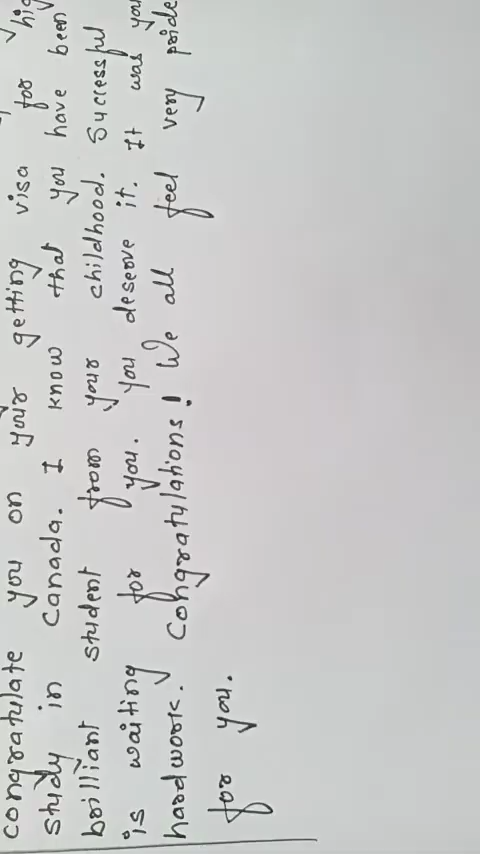 congratulate you on your getting visa for
study in Canada. I know that you have been
brilliant student from your childhood. Successful
is waiting for you. you deserve it. It was
hardwork. Congratulations! We all feel very pride
for you.